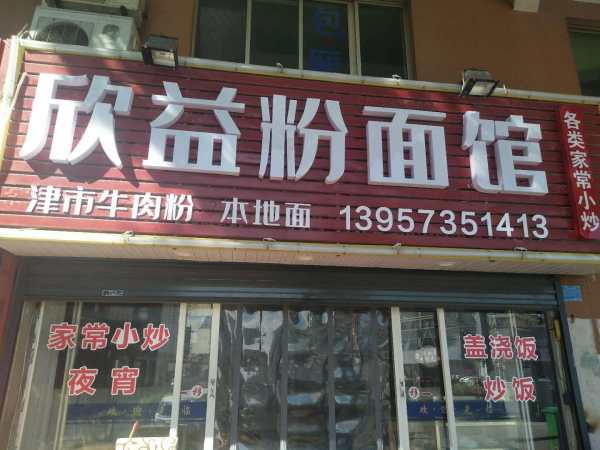 欣益粉面馆
各类家常小炒
津市牛肉粉 本地面 13957351413
家常小炒
夜宵
盖浇饭
炒饭